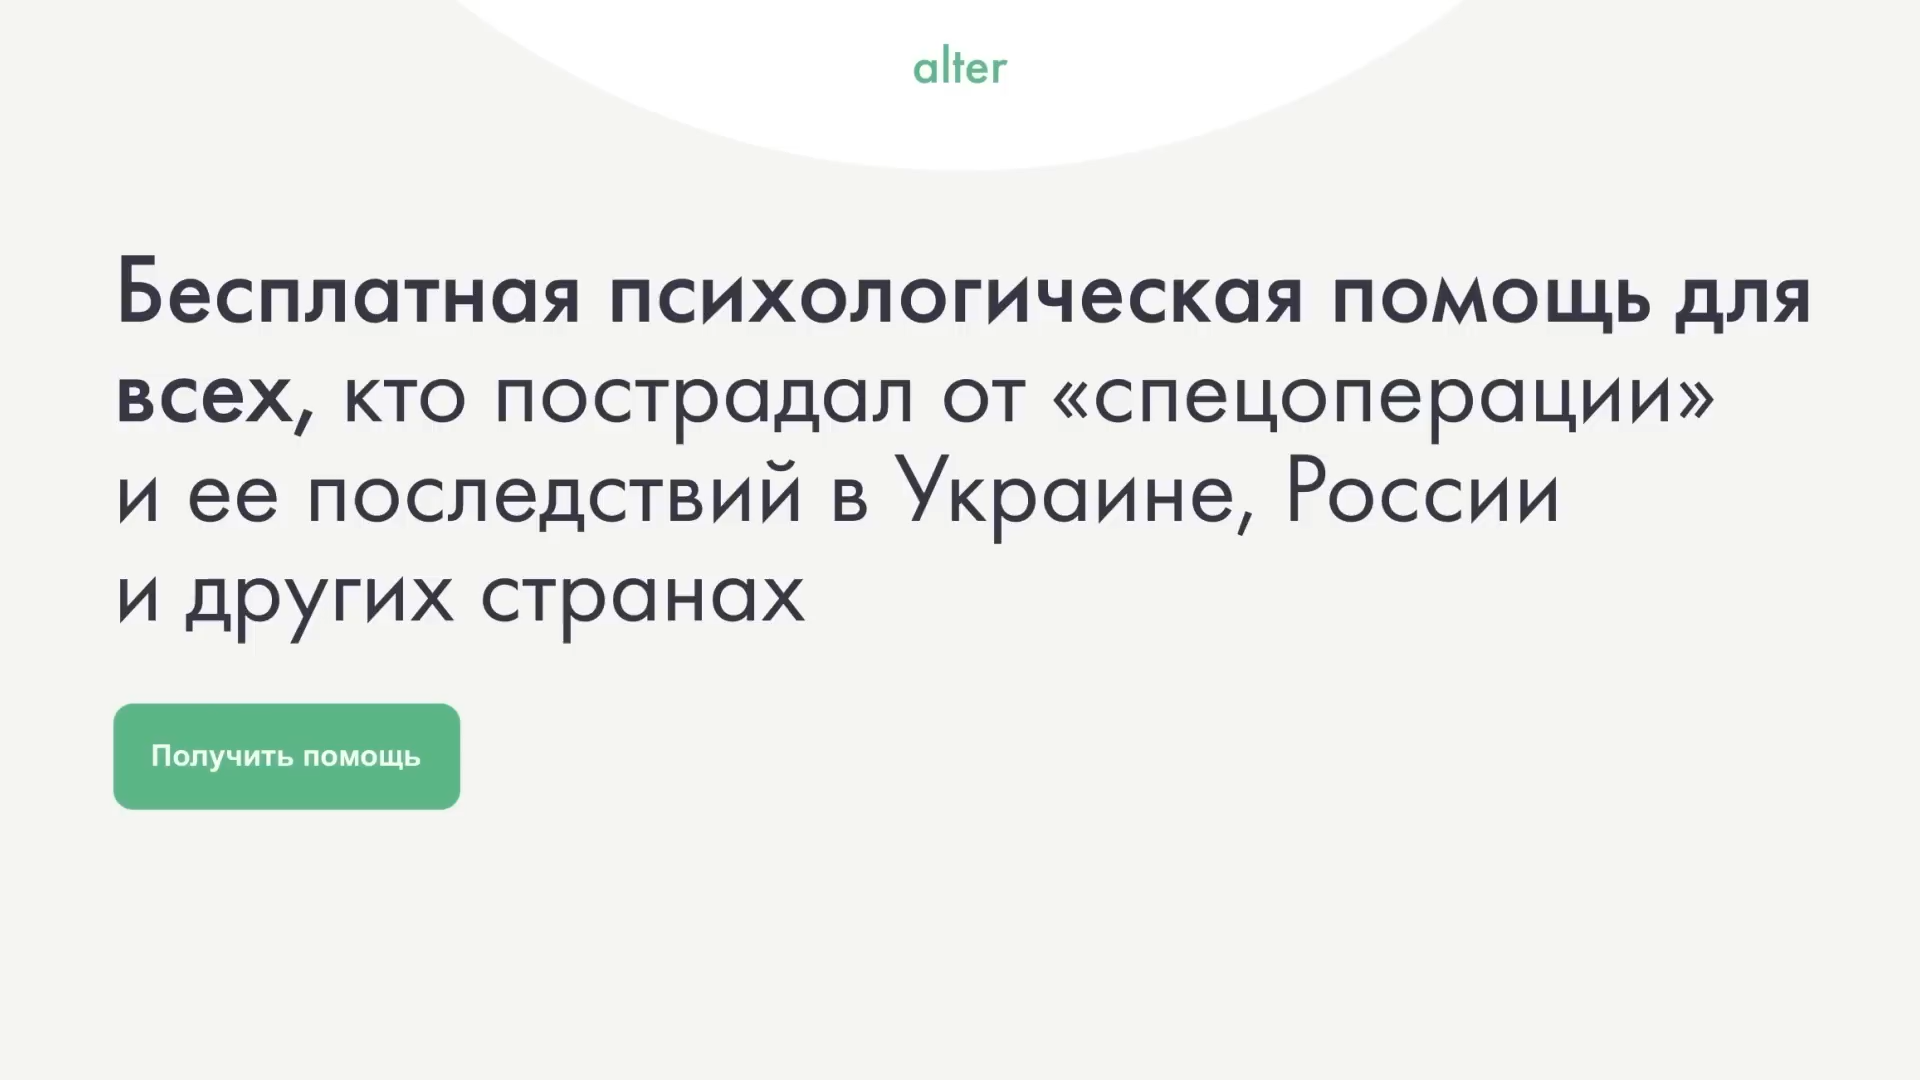 alter
Бесплатная психологическая помощь для
всех, кто пострадал от «спецоперации»
и ее последствий в Украине, России
и других странах
Получить помощь